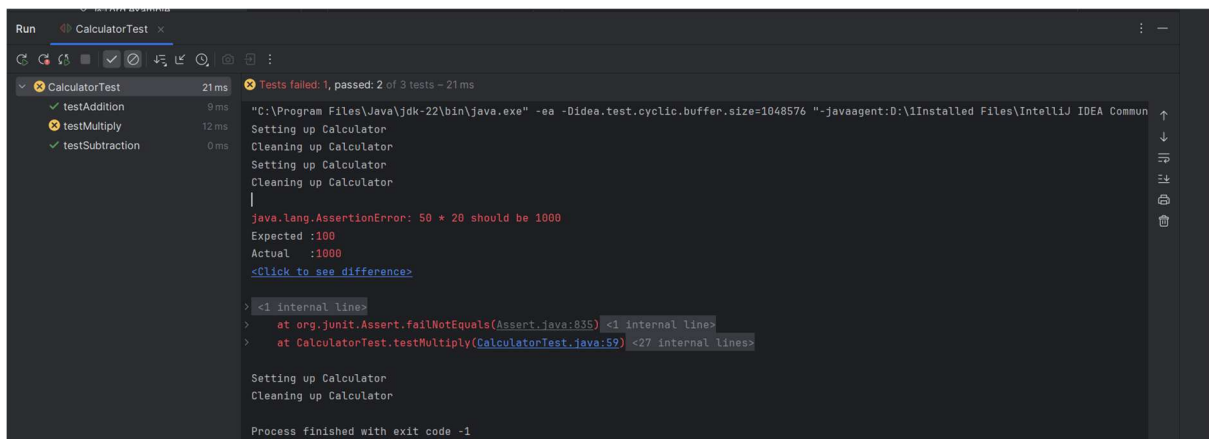 Run CalculatorTest
CalculatorTest 21 ms
testAddition 9 ms
testMultiply 12 ms
testSubtraction 0 ms
Tests failed: 1, passed: 2 of 3 tests – 21 ms
"C:\Program Files\Java\jdk-22\bin\java.exe" -ea -Didea.test.cyclic.buffer.size=1048576 "-javaagent:D:\1Installed Files\IntelliJ IDEA Commun
Setting up Calculator
Cleaning up Calculator
Setting up Calculator
Cleaning up Calculator
java.lang.AssertionError: 50 * 20 should be 1000
Expected :100
Actual   :1000
<Click to see difference>
<1 internal line>
at org.junit.Assert.failNotEquals(Assert.java:835) <1 internal line>
at CalculatorTest.testMultiply(CalculatorTest.java:59) <27 internal lines>
Setting up Calculator
Cleaning up Calculator
Process finished with exit code -1